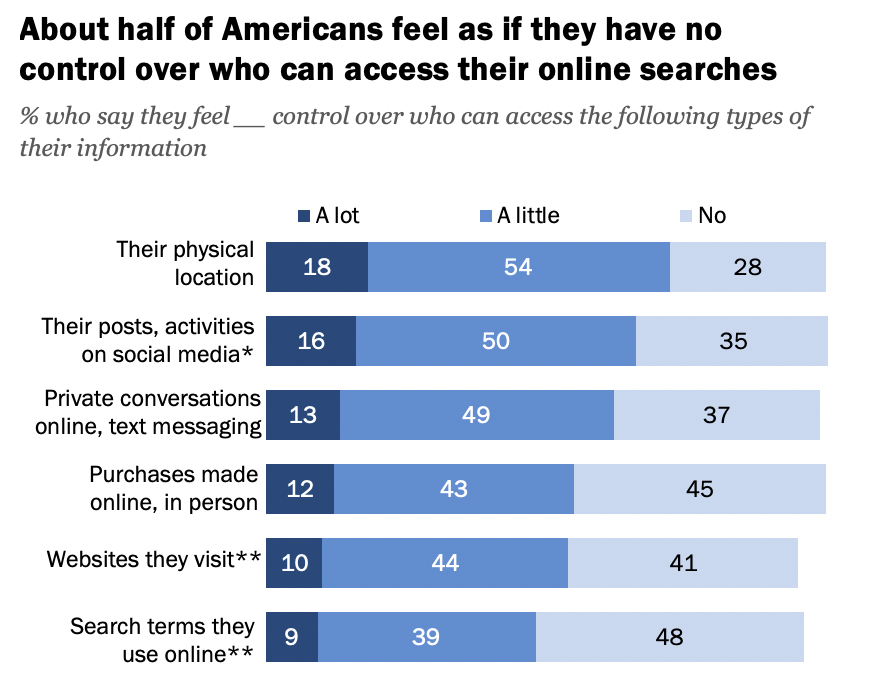 About half of Americans feel as if they have no
control over who can access their online searches
% who say they feel __ control over who can access the following types of
their information
A lot A little No
Their physical
location
18 54 28
Their posts, activities
on social media*
16 50 35
Private conversations
online, text messaging
13 49 37
Purchases made
online, in person
12 43 45
Websites they visit** 10 44 41
Search terms they
use online**
9 39 48